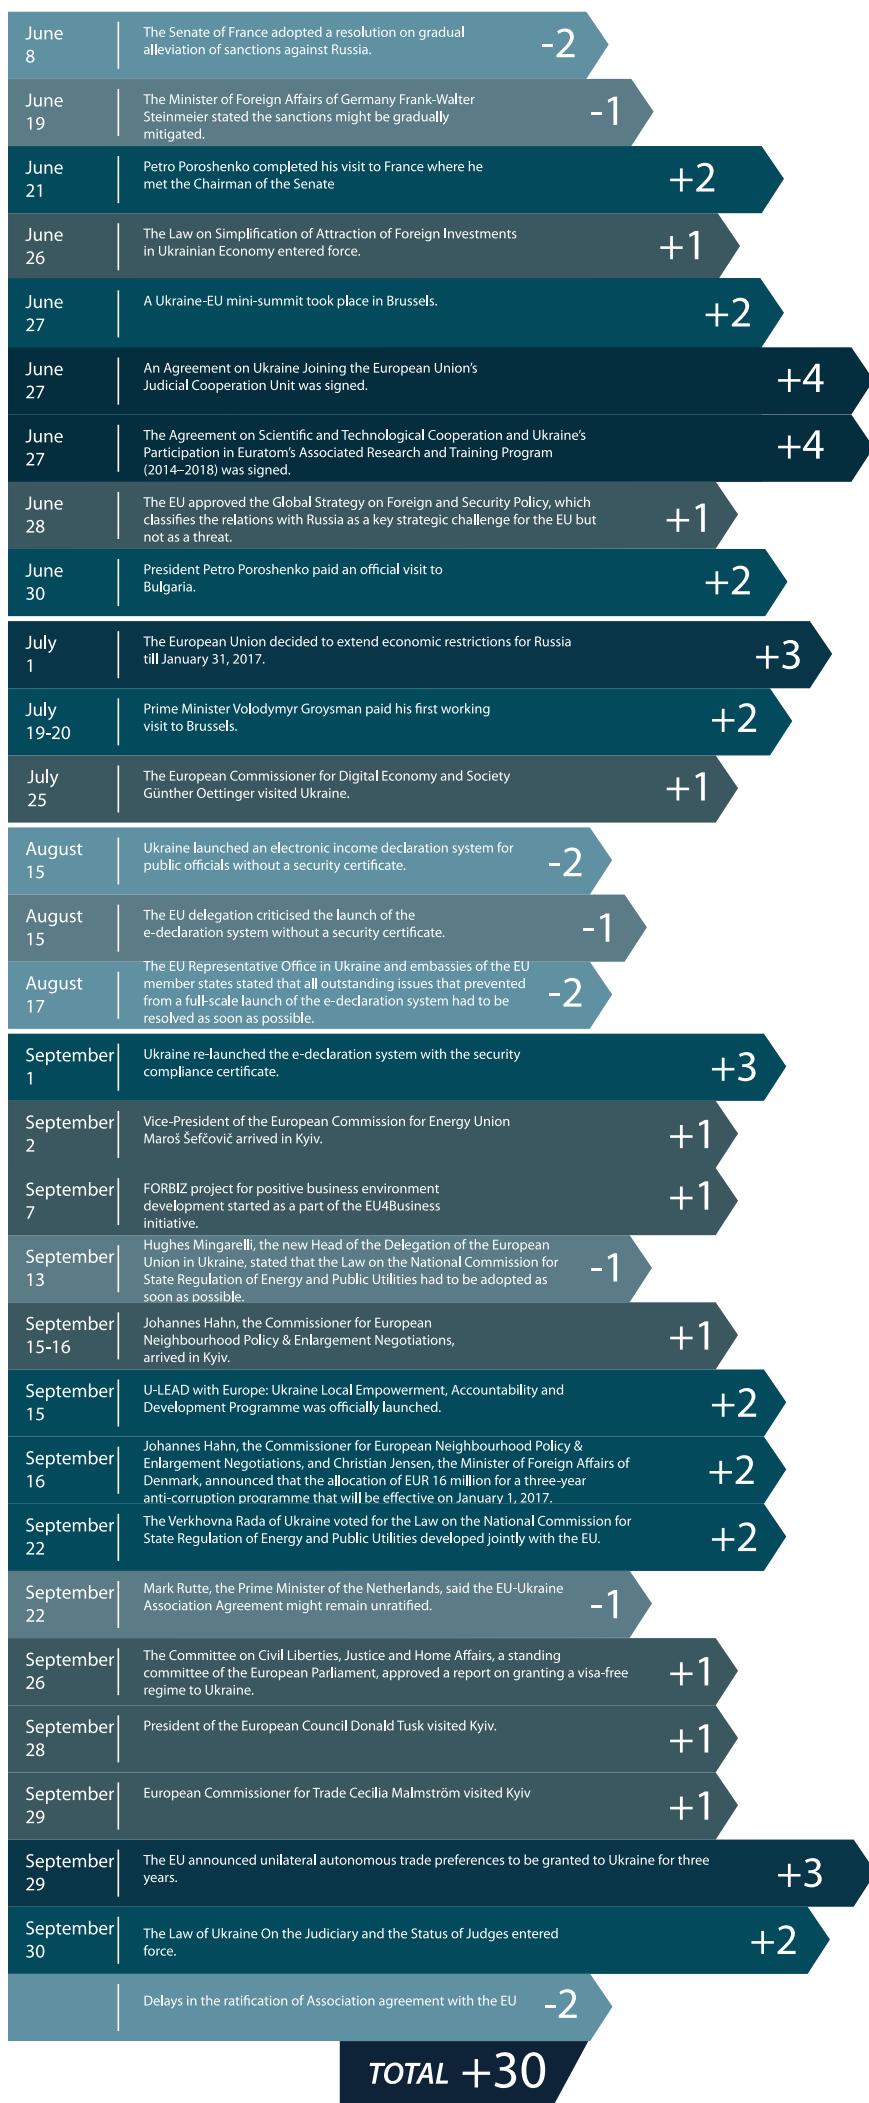 June
8
The Senate of France adopted a resolution on gradual
alleviation of sanctions against Russia.
-2
June
19
The Minister of Foreign Affairs of Germany Frank-Walter
Steinmeier stated the sanctions might be gradually
mitigated.
-1
June
21
Petro Poroshenko completed his visit to France where he
met the Chairman of the Senate
+2
June
26
The Law on Simplification of Attraction of Foreign Investments
in Ukrainian Economy entered force.
+1
June
27
A Ukraine-EU mini-summit took place in Brussels.
+2
June
27
An Agreement on Ukraine Joining the European Union's
Judicial Cooperation Unit was signed.
+4
June
27
The Agreement on Scientific and Technological Cooperation and Ukraine's
Participation in Euratom's Associated Research and Training Program
(2014–2018) was signed.
+4
June
28
The EU approved the Global Strategy on Foreign and Security Policy, which
classifies the relations with Russia as a key strategic challenge for the EU but
not as a threat.
+1
June
30
President Petro Poroshenko paid an official visit to
Bulgaria.
+2
July
1
The European Union decided to extend economic restrictions for Russia
till January 31, 2017.
+3
July
19-20
Prime Minister Volodymyr Groysman paid his first working
visit to Brussels.
+2
July
25
The European Commissioner for Digital Economy and Society
Günther Oettinger visited Ukraine.
+1
August
15
Ukraine launched an electronic income declaration system for
public officials without a security certificate.
-2
August
15
The EU delegation criticised the launch of the
e-declaration system without a security certificate.
-1
August
17
The EU Representative Office in Ukraine and embassies of the EU
member states stated that all outstanding issues that prevented
from a full-scale launch of the e-declaration system had to be
resolved as soon as possible.
-2
September
1
Ukraine re-launched the e-declaration system with the security
compliance certificate.
+3
September
2
Vice-President of the European Commission for Energy Union
Maroš Šefčovič arrived in Kyiv.
+1
September
7
FORBIZ project for positive business environment
development started as a part of the EU4Business
initiative.
+1
September
13
Hughes Mingarelli, the new Head of the Delegation of the European
Union in Ukraine, stated that the Law on the National Commission for
State Regulation of Energy and Public Utilities had to be adopted as
soon as possible.
-1
September
15-16
Johannes Hahn, the Commissioner for European
Neighbourhood Policy & Enlargement Negotiations,
arrived in Kyiv.
+1
September
15
U-LEAD with Europe: Ukraine Local Empowerment, Accountability and
Development Programme was officially launched.
+2
September
16
Johannes Hahn, the Commissioner for European Neighbourhood Policy &
Enlargement Negotiations, and Christian Jensen, the Minister of Foreign Affairs of
Denmark, announced that the allocation of EUR 16 million for a three-year
anti-corruption programme that will be effective on January 1, 2017.
+2
September
22
The Verkhovna Rada of Ukraine voted for the Law on the National Commission for
State Regulation of Energy and Public Utilities developed jointly with the EU.
+2
September
22
Mark Rutte, the Prime Minister of the Netherlands, said the EU-Ukraine
Association Agreement might remain unratified.
-1
September
26
The Committee on Civil Liberties, Justice and Home Affairs, a standing
committee of the European Parliament, approved a report on granting a visa-free
regime to Ukraine.
+1
September
28
President of the European Council Donald Tusk visited Kyiv.
+1
September
29
European Commissioner for Trade Cecilia Malmström visited Kyiv
+1
September
29
The EU announced unilateral autonomous trade preferences to be granted to Ukraine for three
years.
+3
September
30
The Law of Ukraine On the Judiciary and the Status of Judges entered
force.
+2
Delays in the ratification of Association agreement with the EU
-2
TOTAL +30